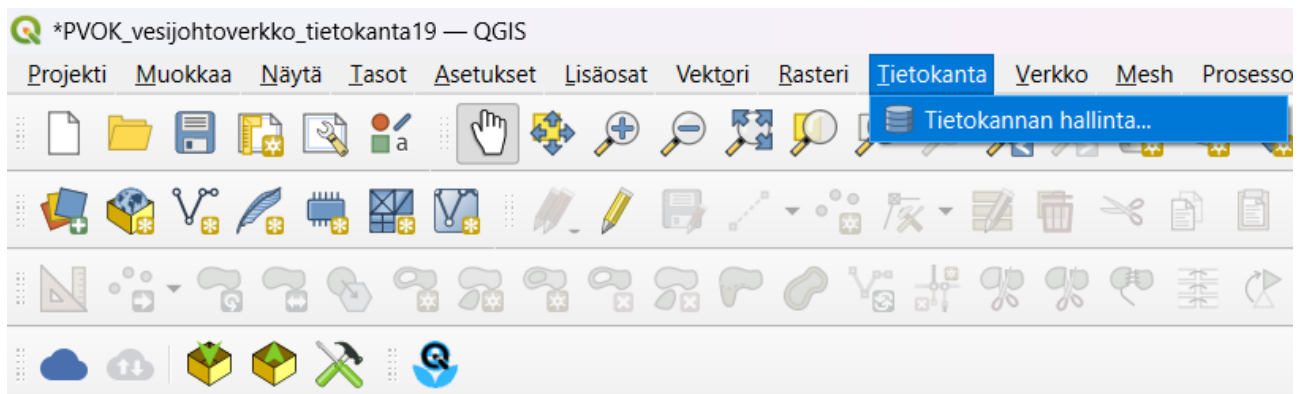 *PVOK_vesijohtoverkko_tietokanta19 — QGIS
Projekti Muokkaa Näytä Tasot Asetukset Lisäosat Vektori Rasteri Tietokanta Verkko Mesh Prosesso
Tietokannan hallinta...
a